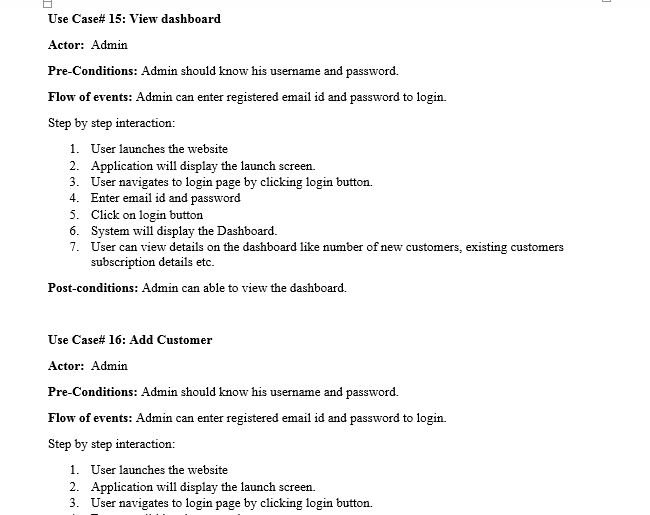 Use Case# 15: View dashboard
Actor: Admin
Pre-Conditions: Admin should know his username and password.
Flow of events: Admin can enter registered email id and password to login.
Step by step interaction:
1. User launches the website
2. Application will display the launch screen.
3. User navigates to login page by clicking login button.
4. Enter email id and password
5. Click on login button
6. System will display the Dashboard.
7. User can view details on the dashboard like number of new customers, existing customers
subscription details etc.
Post-conditions: Admin can able to view the dashboard.
Use Case# 16: Add Customer
Actor: Admin
Pre-Conditions: Admin should know his username and password.
Flow of events: Admin can enter registered email id and password to login.
Step by step interaction:
1. User launches the website
2. Application will display the launch screen.
3. User navigates to login page by clicking login button.